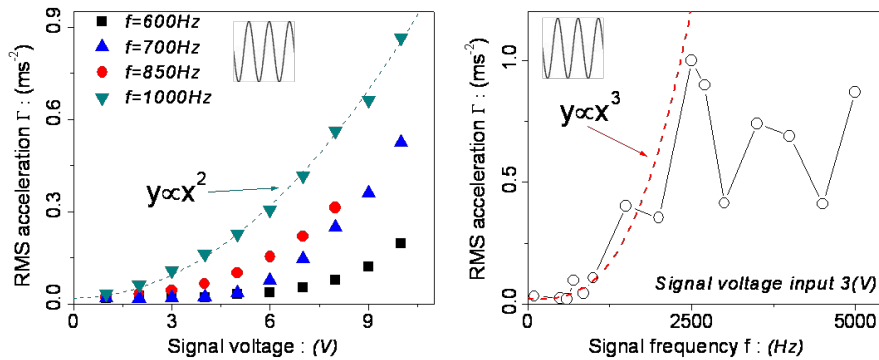 0.9
0.6
0.3
0.0
RMS acceleration Γ : (ms⁻²)
f=600Hz
f=700Hz
f=850Hz
f=1000Hz
y∝x²
0 3 6 9
Signal voltage : (V)
1.0
0.5
0.0
RMS acceleration Γ : (ms⁻²)
y∝x³
Signal voltage input 3(V)
0 2500 5000
Signal frequency f : (Hz)